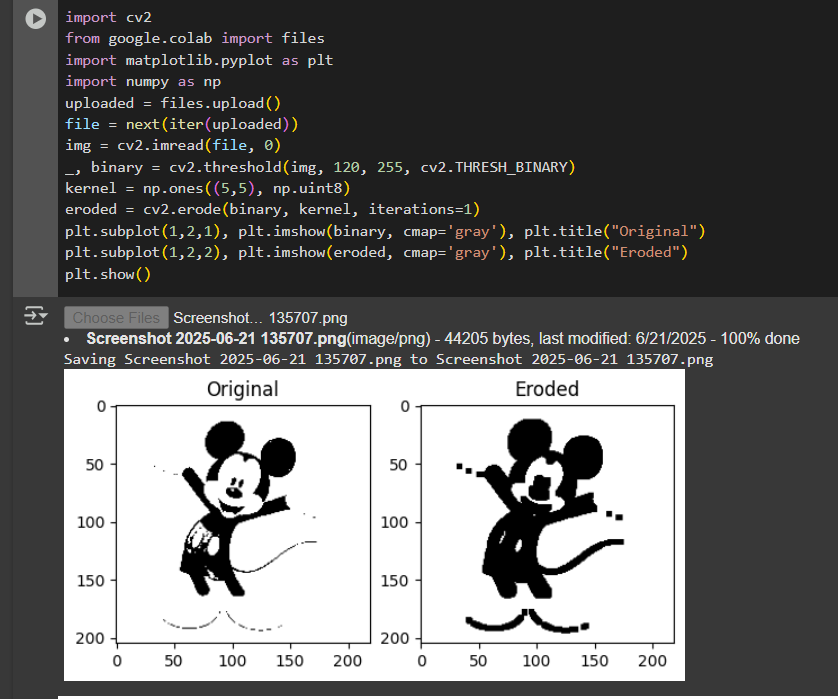 import cv2
from google.colab import files
import matplotlib.pyplot as plt
import numpy as np
uploaded = files.upload()
file = next(iter(uploaded))
img = cv2.imread(file, 0)
_, binary = cv2.threshold(img, 120, 255, cv2.THRESH_BINARY)
kernel = np.ones((5,5), np.uint8)
eroded = cv2.erode(binary, kernel, iterations=1)
plt.subplot(1,2,1), plt.imshow(binary, cmap='gray'), plt.title("Original")
plt.subplot(1,2,2), plt.imshow(eroded, cmap='gray'), plt.title("Eroded")
plt.show()
Choose Files Screenshot... 135707.png
• Screenshot 2025-06-21 135707.png(image/png) - 44205 bytes, last modified: 6/21/2025 - 100% done
Saving Screenshot 2025-06-21 135707.png to Screenshot 2025-06-21 135707.png
Original Eroded
0 0
50 50
100 100
150 150
200 200
0 50 100 150 200 0 50 100 150 200